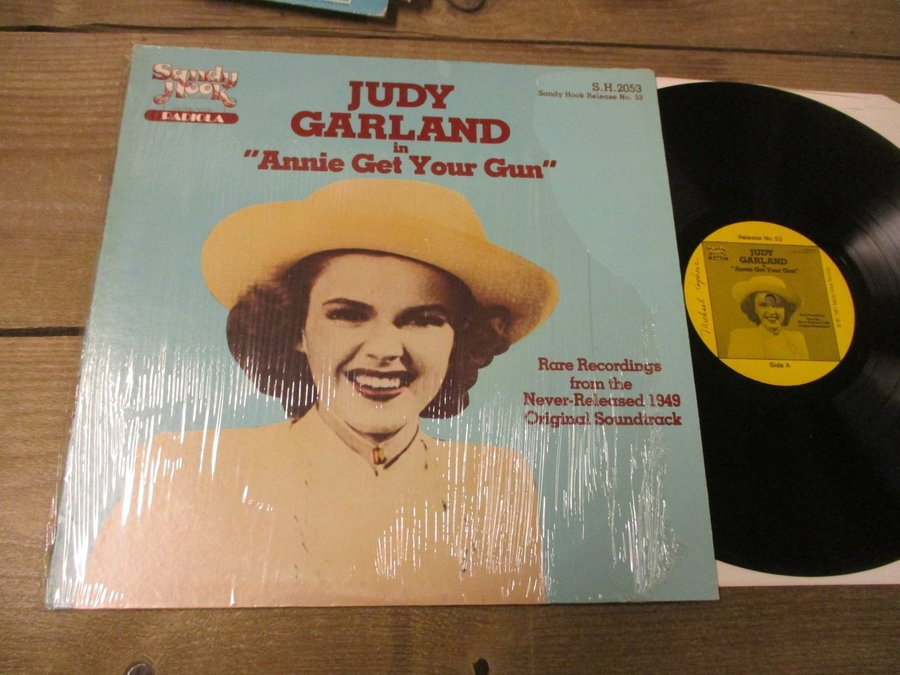 Sandy
Hook
RADIOLA
JUDY
GARLAND
in
"Annie Get Your Gun"
S.H.2053
Sandy Hook Release No. 53
Rare Recordings
from the
Never-Released 1949
Original Soundtrack
Release No. 53
JUDY
GARLAND
in
"Annie Get Your Gun"
Side A